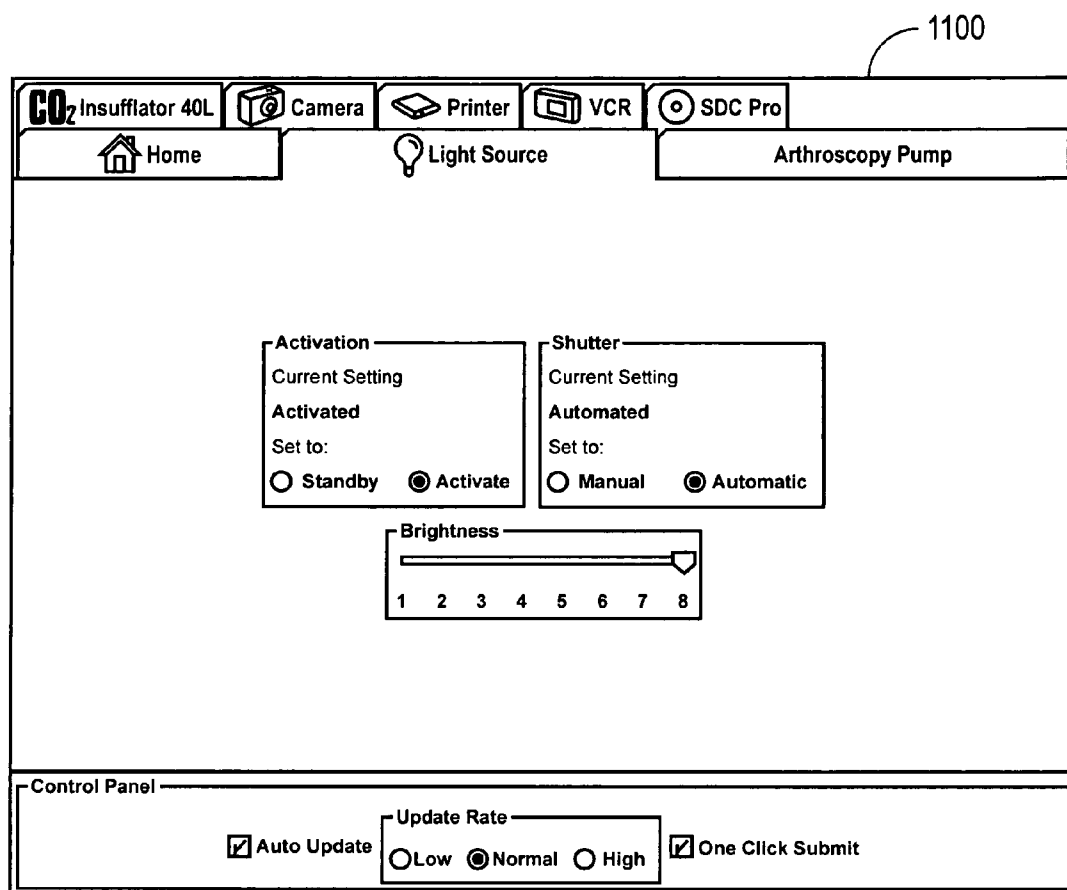 1100
CO2 Insufflator 40L Camera Printer VCR SDC Pro
Home Light Source Arthroscopy Pump
Activation
Current Setting
Activated
Set to:
Standby Activate
Shutter
Current Setting
Automated
Set to:
Manual Automatic
Brightness
1 2 3 4 5 6 7 8
Control Panel
Auto Update
Update Rate
Low Normal High
One Click Submit